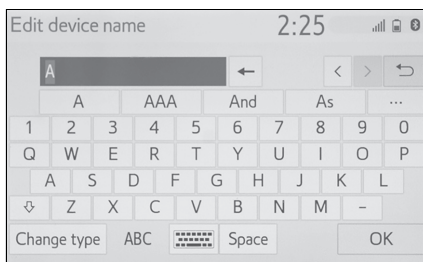 Edit device name 2:25
A
A AAA And As ...
1 2 3 4 5 6 7 8 9 0
Q W E R T Y U I O P
A S D F G H J K L
Z X C V B N M -
Change type ABC Space OK